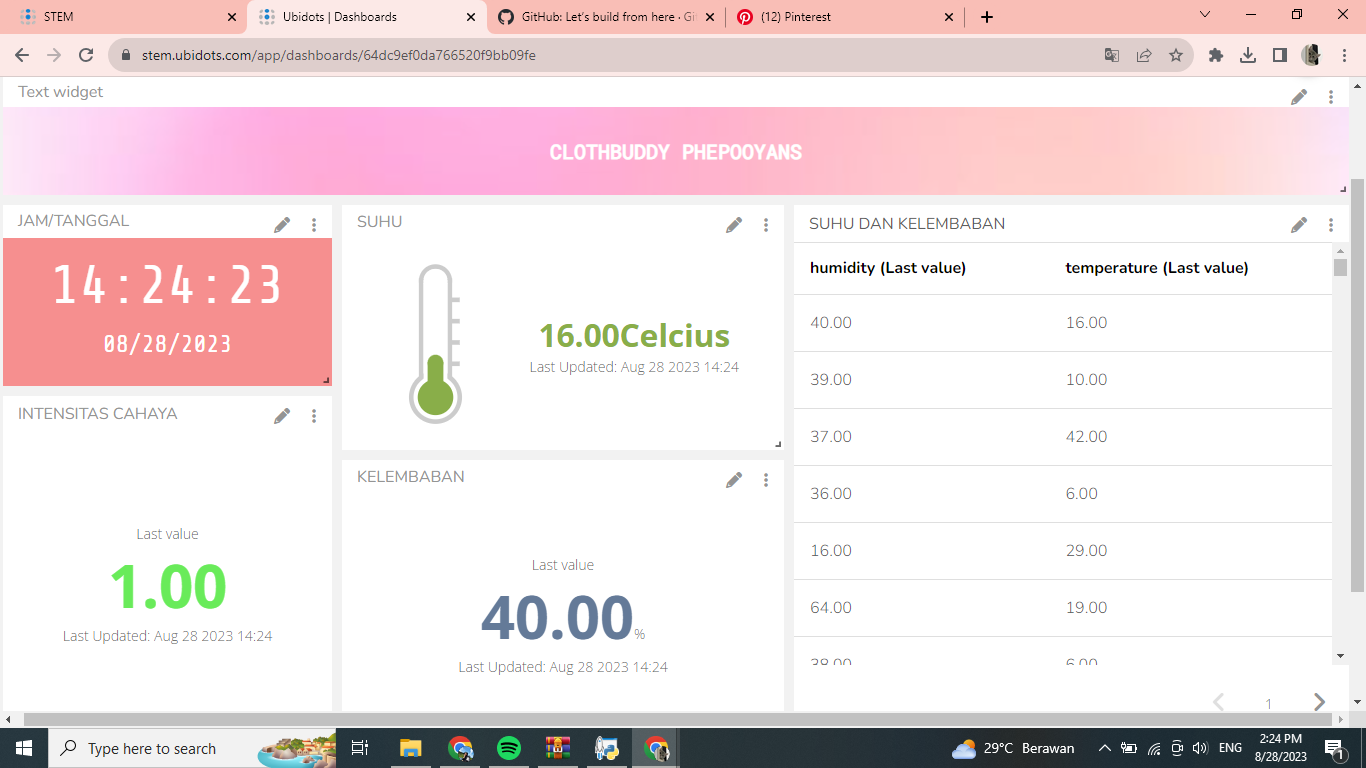 STEM
Ubidots | Dashboards
GitHub: Let's build from here · Git
(12) Pinterest
stem.ubidots.com/app/dashboards/64dc9ef0da766520f9bb09fe
Text widget
CLOTHBUDDY PHEPOOYANS
JAM/TANGGAL
14:24:23
08/28/2023
INTENSITAS CAHAYA
Last value
1.00
Last Updated: Aug 28 2023 14:24
SUHU
16.00Celcius
Last Updated: Aug 28 2023 14:24
KELEMBABAN
Last value
40.00%
Last Updated: Aug 28 2023 14:24
SUHU DAN KELEMBABAN
humidity (Last value) temperature (Last value)
40.00 16.00
39.00 10.00
37.00 42.00
36.00 6.00
16.00 29.00
64.00 19.00
38.00 6.00
1
Type here to search
29°C Berawan
ENG
2:24 PM
8/28/2023
1